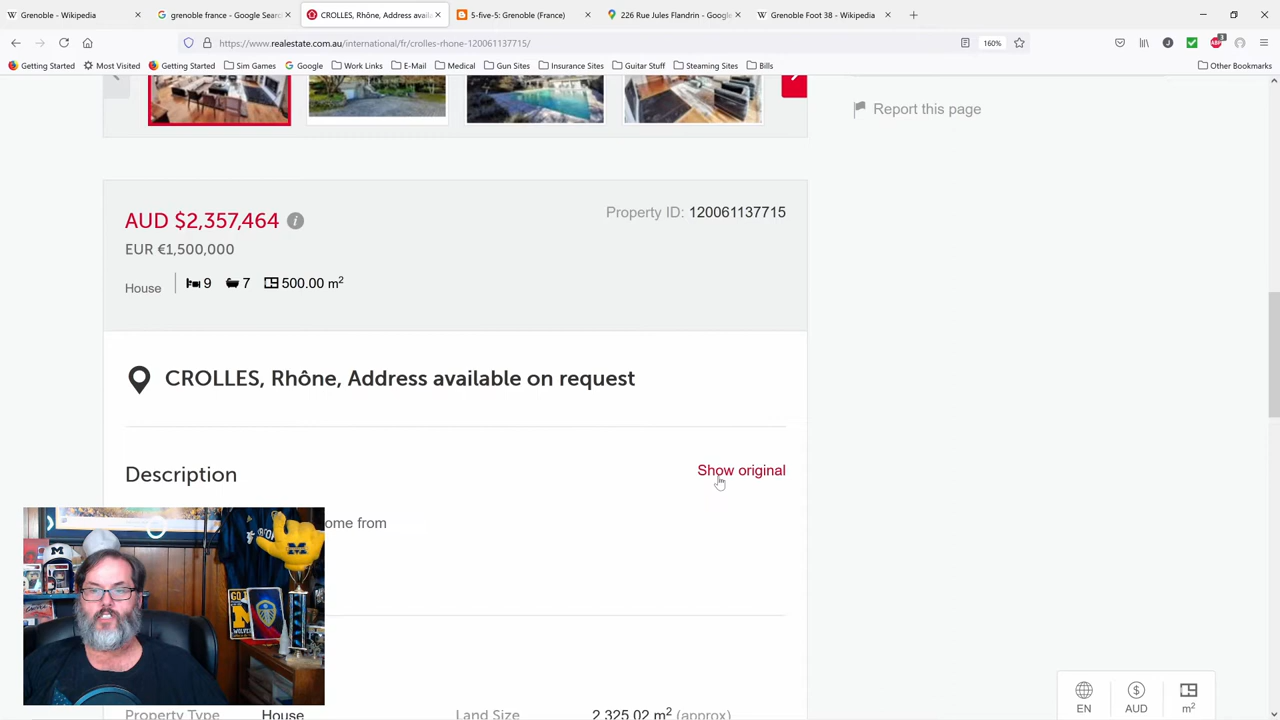 Grenoble - Wikipedia
grenoble france - Google Searc
CROLLES, Rhône, Address availa
5-five-5: Grenoble (France)
226 Rue Jules Flandrin - Google
Grenoble Foot 38 - Wikipedia
https://www.realestate.com.au/international/fr/crolles-rhone-120061137715/
160%
3
Getting Started
Most Visited
Getting Started
Sim Games
Google
Work Links
E-Mail
Medical
Gun Sites
Insurance Sites
Guitar Stuff
Steaming Sites
Bills
Other Bookmarks
Report this page
AUD $2,357,464
Property ID: 120061137715
EUR €1,500,000
House
9
7
500.00 m²
CROLLES, Rhône, Address available on request
Description
Show original
ome from
M
M
GO
M
WOLVES
Property Type House
Land Size 2 325.02 m² (approx)
EN
AUD
m²